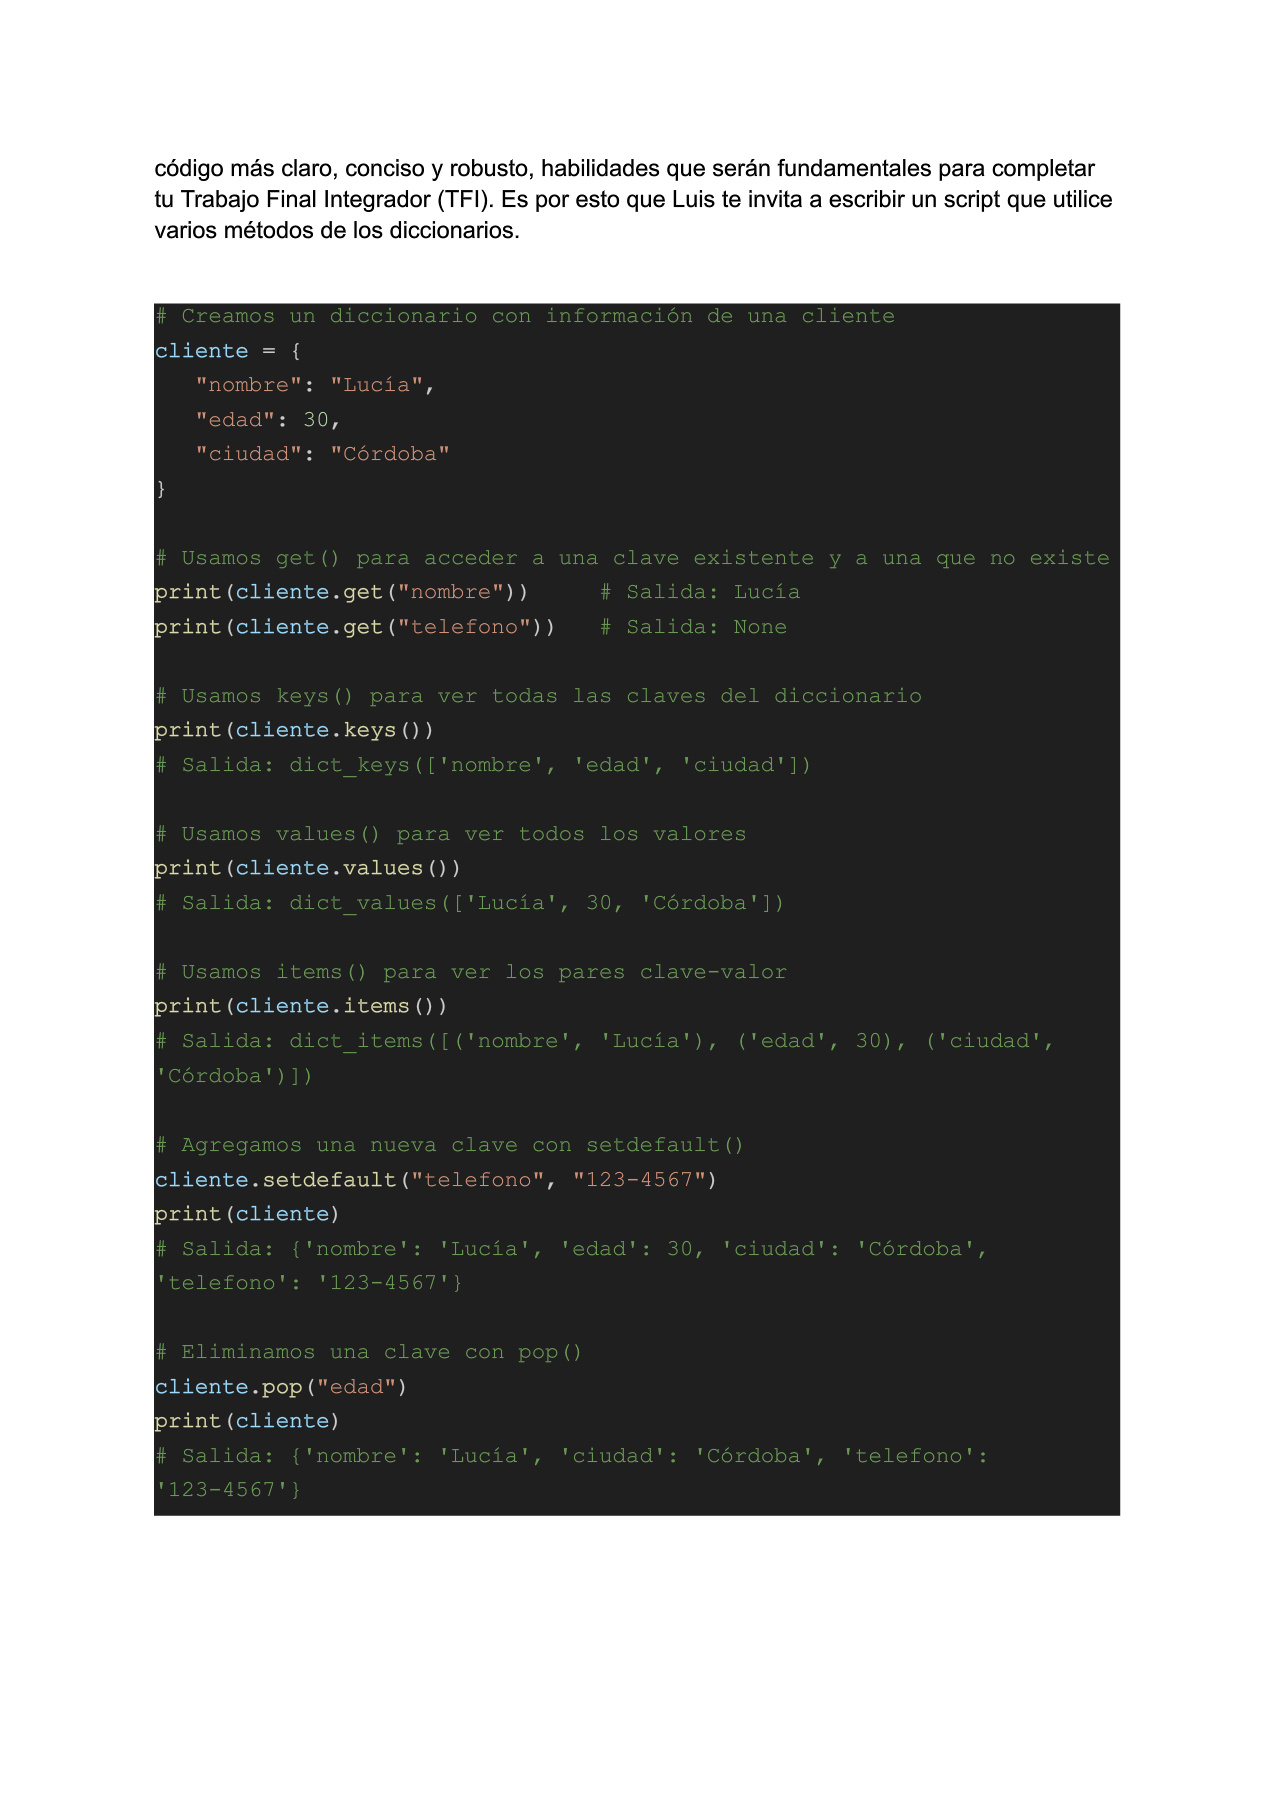 código más claro, conciso y robusto, habilidades que serán fundamentales para completar
tu Trabajo Final Integrador (TFI). Es por esto que Luis te invita a escribir un script que utilice
varios métodos de los diccionarios.
# Creamos un diccionario con información de una cliente
cliente = {
   "nombre": "Lucía",
   "edad": 30,
   "ciudad": "Córdoba"
}
# Usamos get() para acceder a una clave existente y a una que no existe
print(cliente.get("nombre"))     # Salida: Lucía
print(cliente.get("telefono"))   # Salida: None
# Usamos keys() para ver todas las claves del diccionario
print(cliente.keys())
# Salida: dict_keys(['nombre', 'edad', 'ciudad'])
# Usamos values() para ver todos los valores
print(cliente.values())
# Salida: dict_values(['Lucía', 30, 'Córdoba'])
# Usamos items() para ver los pares clave-valor
print(cliente.items())
# Salida: dict_items([('nombre', 'Lucía'), ('edad', 30), ('ciudad',
'Córdoba')])
# Agregamos una nueva clave con setdefault()
cliente.setdefault("telefono", "123-4567")
print(cliente)
# Salida: {'nombre': 'Lucía', 'edad': 30, 'ciudad': 'Córdoba',
'telefono': '123-4567'}
# Eliminamos una clave con pop()
cliente.pop("edad")
print(cliente)
# Salida: {'nombre': 'Lucía', 'ciudad': 'Córdoba', 'telefono':
'123-4567'}